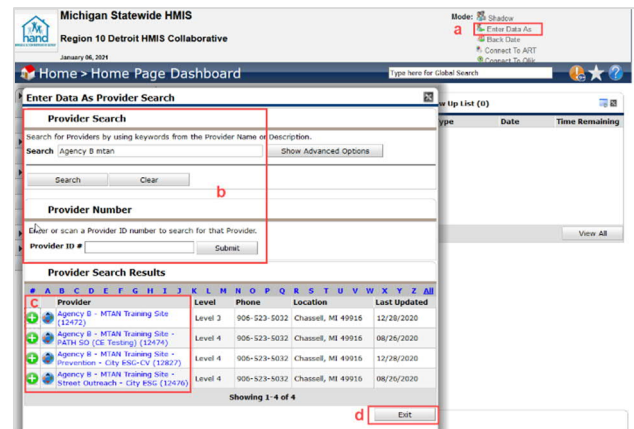 Michigan Statewide HMIS
hand
Region 10 Detroit HMIS Collaborative
January 06, 2021
Mode: Shadow
a Enter Data As
Back Date
Connect To ART
Connect To Qlik
Home > Home Page Dashboard
Type here for Global Search
Enter Data As Provider Search
w Up List (0)
Provider Search
ype Date Time Remaining
Search for Providers by using keywords from the Provider Name or Description.
Search Agency B mtan Show Advanced Options
Search Clear
b
Provider Number
Enter or scan a Provider ID number to search for that Provider.
View All
Provider ID # Submit
Provider Search Results
# A B C D E F G H I J K L M N O P Q R S T U V W X Y Z All
c Provider Level Phone Location Last Updated
Agency B - MTAN Training Site
(12472) Level 3 906-523-5032 Chassell, MI 49916 12/28/2020
Agency B - MTAN Training Site -
PATH SO (CE Testing) (12474) Level 4 906-523-5032 Chassell, MI 49916 08/26/2020
Agency B - MTAN Training Site -
Prevention - City ESG-CV (12827) Level 4 906-523-5032 Chassell, MI 49916 12/28/2020
Agency B - MTAN Training Site -
Street Outreach - City ESG (12476) Level 4 906-523-5032 Chassell, MI 49916 08/26/2020
Showing 1-4 of 4
d Exit